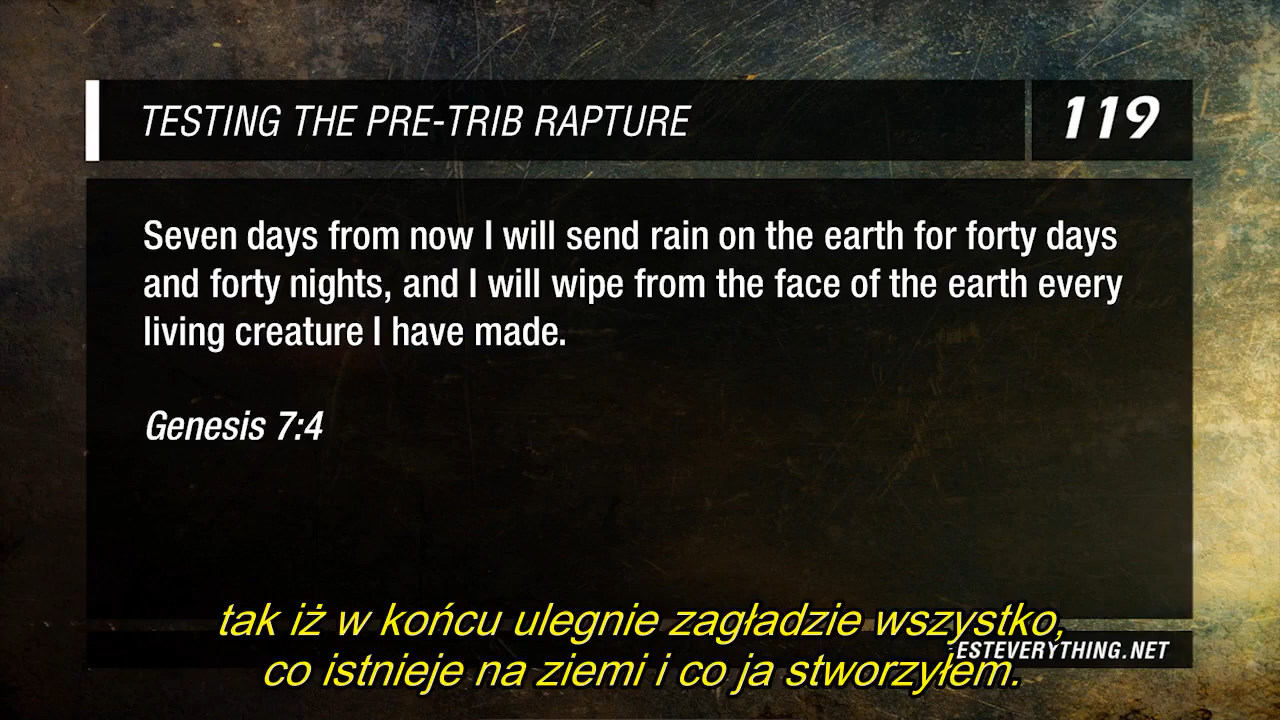 TESTING THE PRE-TRIB RAPTURE
119
Seven days from now I will send rain on the earth for forty days
and forty nights, and I will wipe from the face of the earth every
living creature I have made.
Genesis 7:4
tak iż w końcu ulegnie zagładzie wszystko,
ESTEVERYTHING.NET
co istnieje na ziemi i co ja stworzyłem.